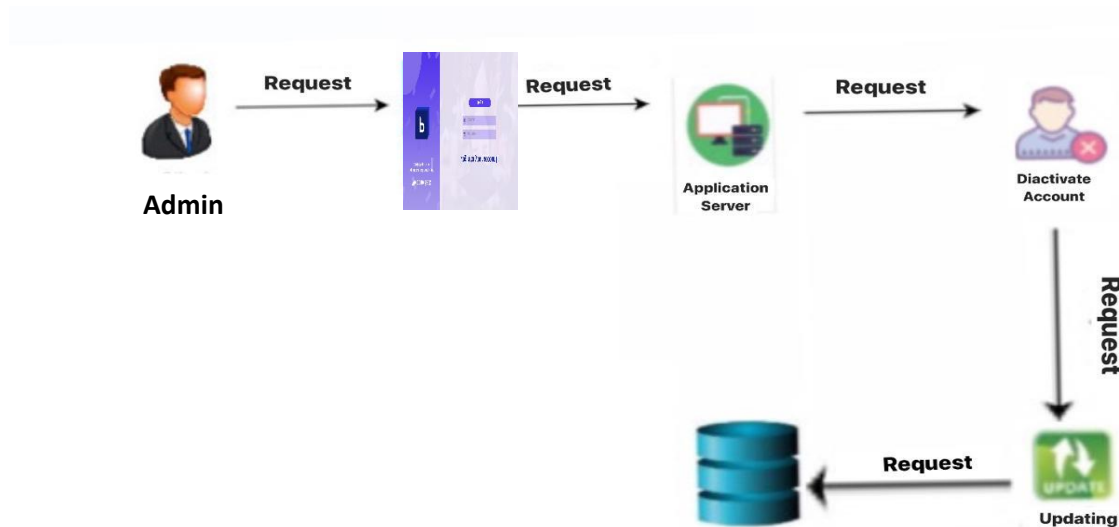 Request
Request
Request
b
Application
Server
Diactivate
Account
Admin
Request
Request
UPDATE
Updating